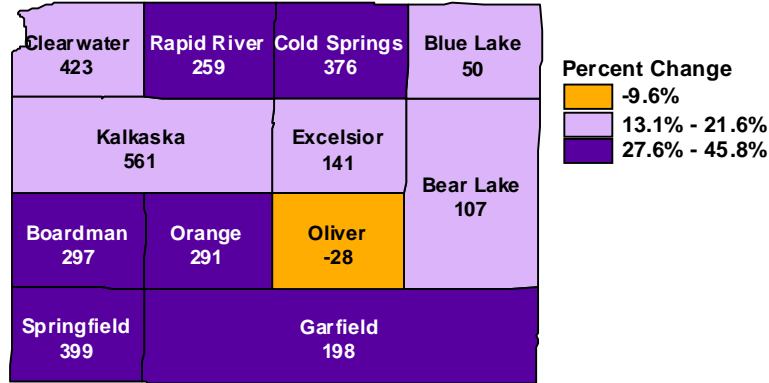 Clearwater
423
Rapid River
259
Cold Springs
376
Blue Lake
50
Kalkaska
561
Excelsior
141
Bear Lake
107
Boardman
297
Orange
291
Oliver
-28
Springfield
399
Garfield
198
Percent Change
-9.6%
13.1% - 21.6%
27.6% - 45.8%